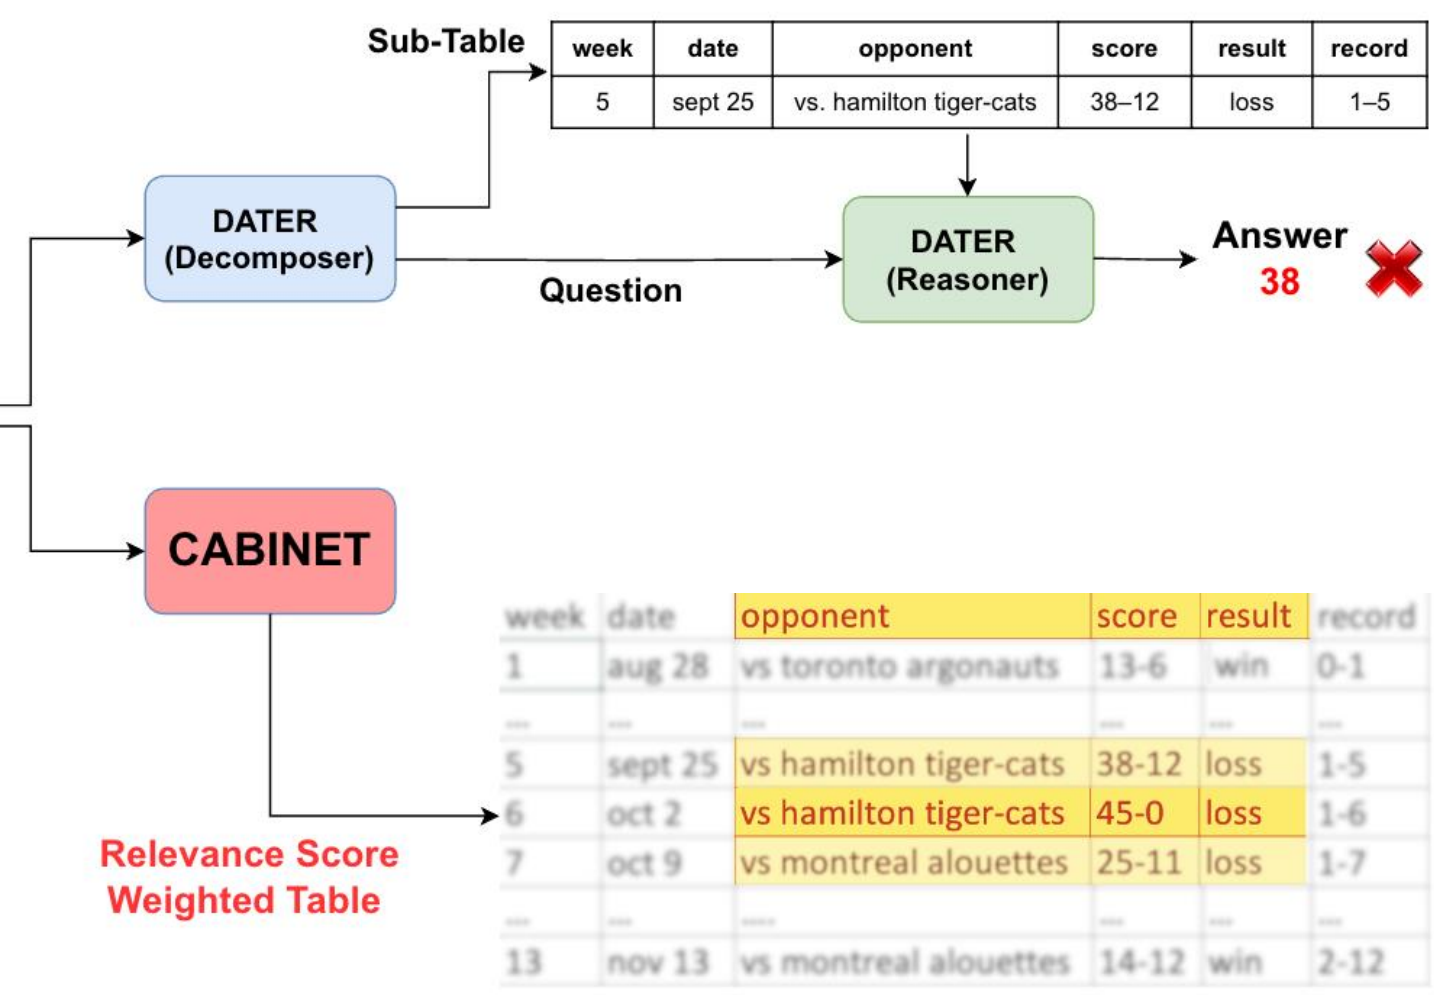 Sub-Table
week date opponent score result record
5 sept 25 vs. hamilton tiger-cats 38–12 loss 1–5
DATER
(Decomposer)
Question
DATER
(Reasoner)
Answer
38
CABINET
Relevance Score
Weighted Table
week date opponent score result record
1 aug 28 vs toronto argonauts 13-6 win 0-1
... ... ... ... ... ...
5 sept 25 vs hamilton tiger-cats 38-12 loss 1-5
6 oct 2 vs hamilton tiger-cats 45-0 loss 1-6
7 oct 9 vs montreal alouettes 25-11 loss 1-7
... ... .... ... ... ...
13 nov 13 vs montreal alouettes 14-12 win 2-12